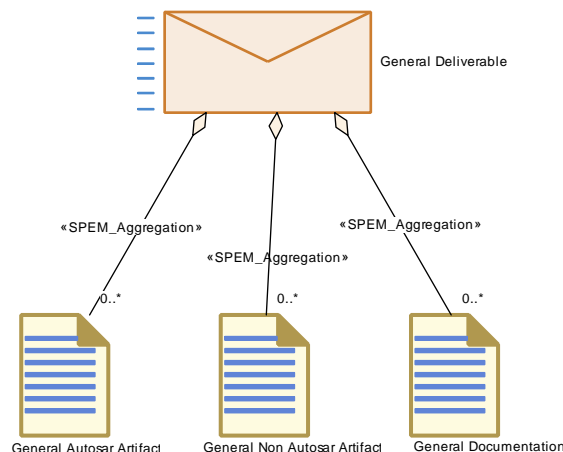 General Deliverable
«SPEM_Aggregation»
«SPEM_Aggregation»
«SPEM_Aggregation»
0..*
0..*
0..*
General Autosar Artifact
General Non Autosar Artifact
General Documentation